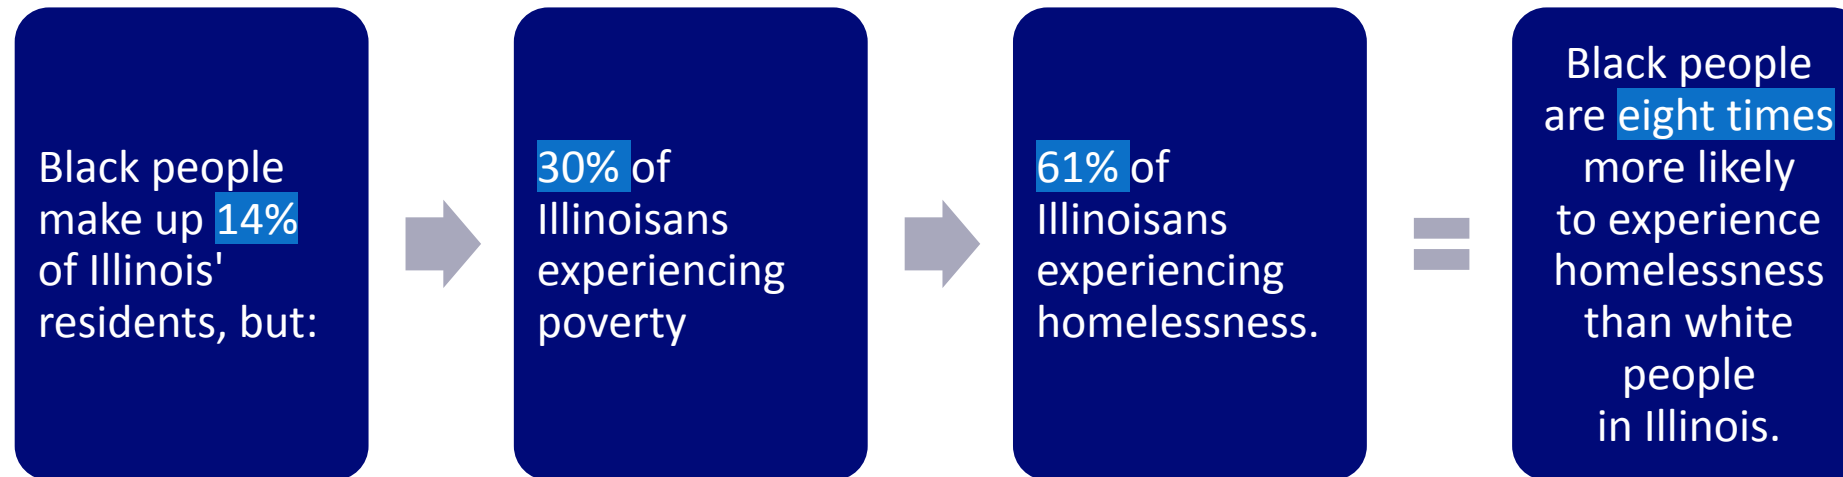 Black people
make up 14%
of Illinois'
residents, but:
30% of
Illinoisans
experiencing
poverty
61% of
Illinoisans
experiencing
homelessness.
Black people
are eight times
more likely
to experience
homelessness
than white
people
in Illinois.